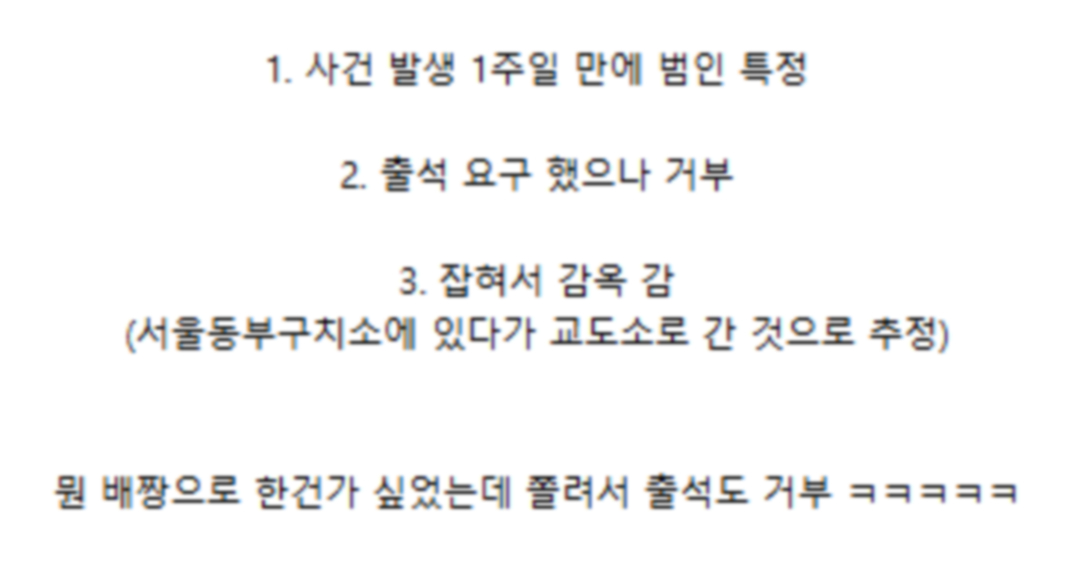 1. 사건 발생 1주일 만에 범인 특정
2. 출석 요구 했으나 거부
3. 잡혀서 감옥 감
(서울동부구치소에 있다가 교도소로 간 것으로 추정)
뭔 배짱으로 한건가 싶었는데 쫄려서 출석도 거부 ㅋㅋㅋㅋㅋ